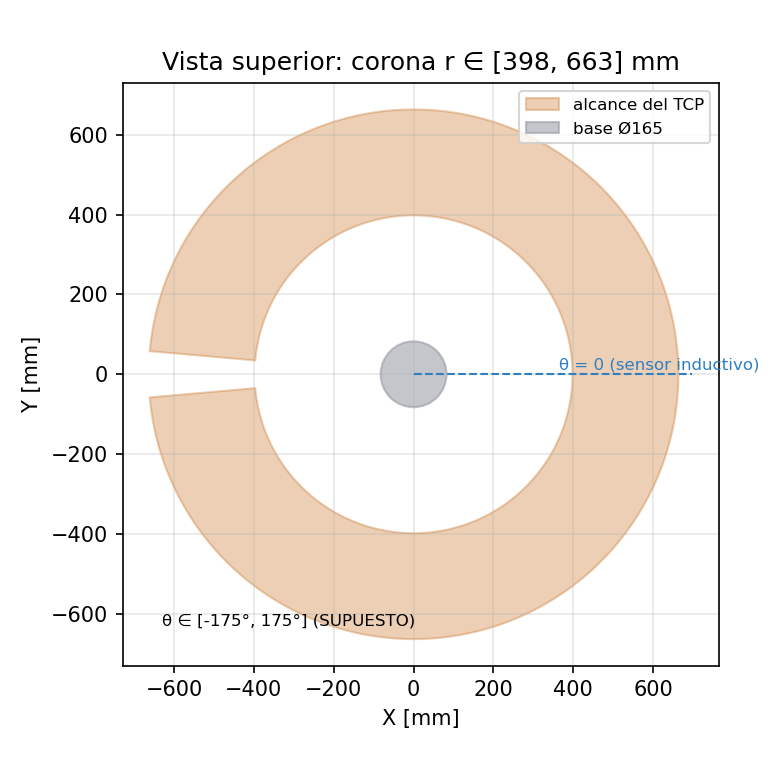 Vista superior: corona r ∈ [398, 663] mm
alcance del TCP
base Ø165
600
400
200
0
−200
−400
−600
Y [mm]
θ = 0 (sensor inductivo)
θ ∈ [-175°, 175°] (SUPUESTO)
−600
−400
−200
0
200
400
600
X [mm]